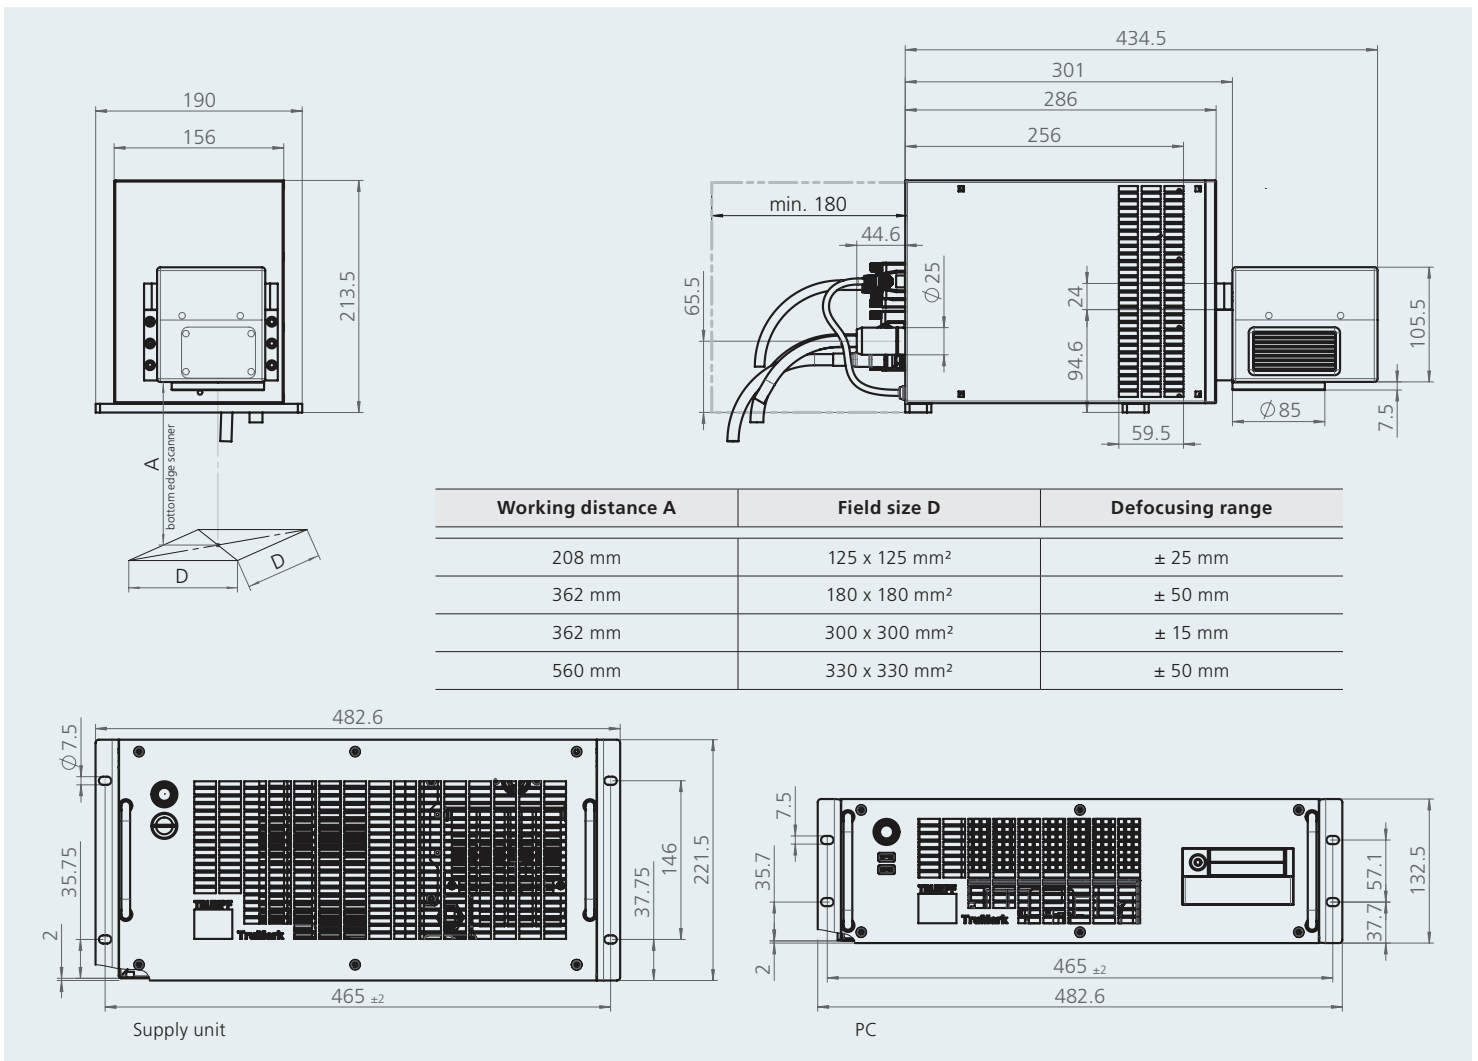 434.5
301
286
256
190
156
213.5
A
bottom edge scanner
D
D
min. 180
44.6
65.5
∅ 25
24
94.6
59.5
∅ 85
105.5
7.5
Working distance A Field size D Defocusing range
208 mm 125 x 125 mm² ± 25 mm
362 mm 180 x 180 mm² ± 50 mm
362 mm 300 x 300 mm² ± 15 mm
560 mm 330 x 330 mm² ± 50 mm
482.6
∅ 7.5
35.75
2
146
221.5
37.75
TRUMPF
TruMark
465 ±2
Supply unit
7.5
35.7
2
57.1
132.5
37.7
TRUMPF
TruMark
465 ±2
482.6
PC